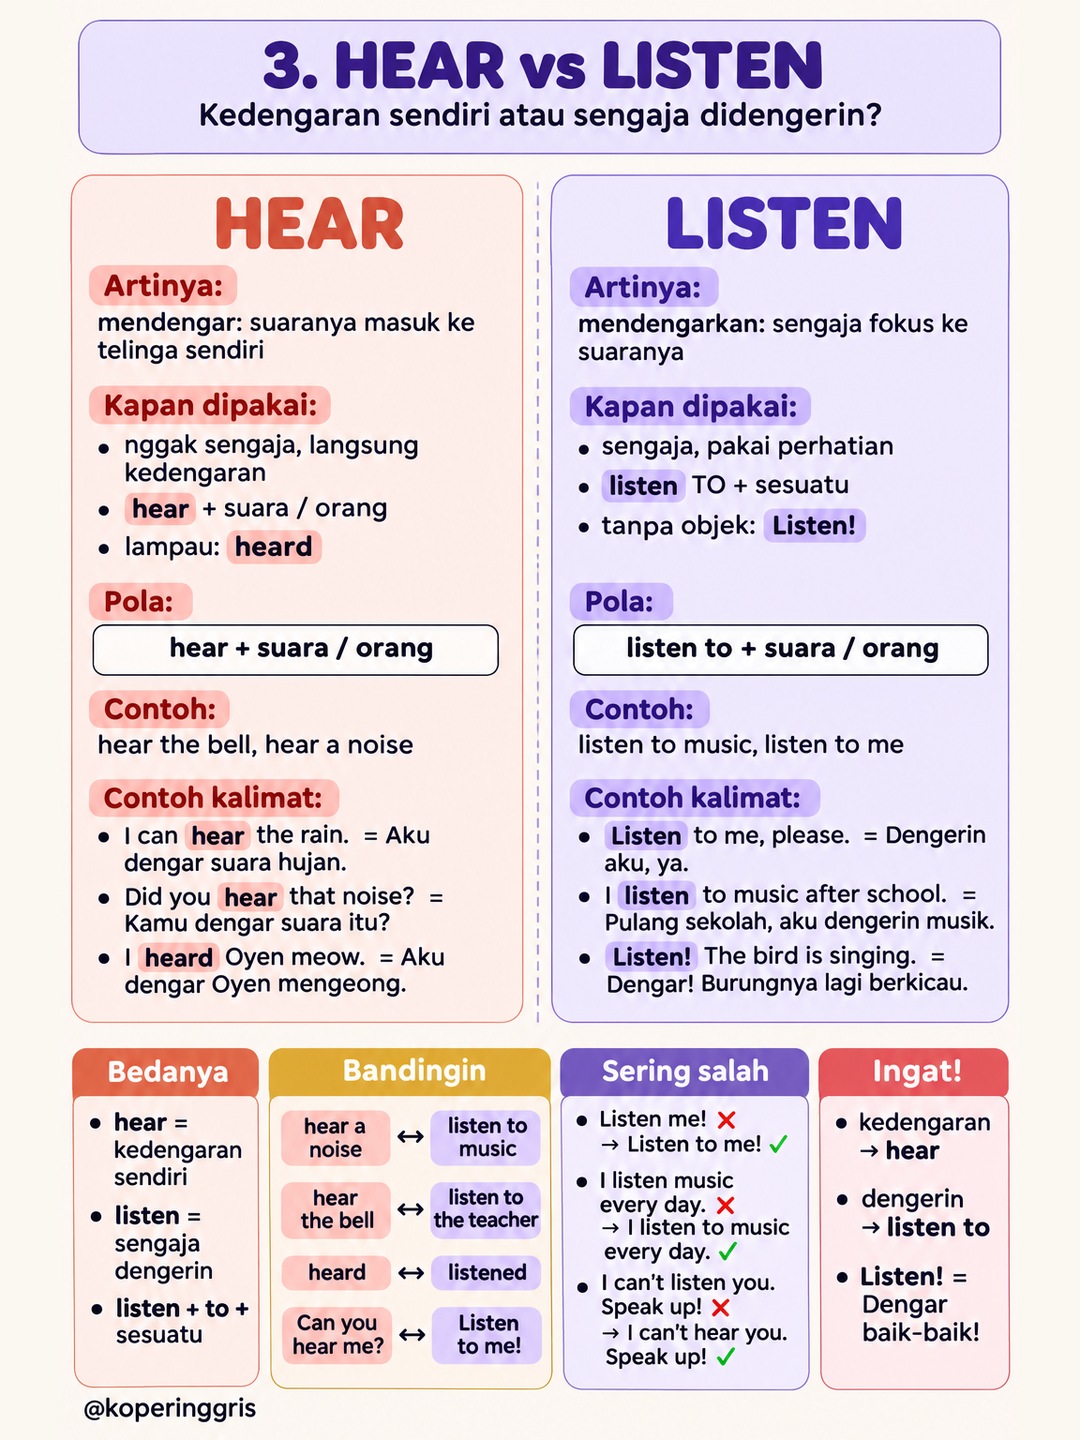 3. HEAR vs LISTEN
Kedengaran sendiri atau sengaja didengerin?
HEAR
Artinya:
mendengar: suaranya masuk ke
telinga sendiri
Kapan dipakai:
• nggak sengaja, langsung
kedengaran
• hear + suara / orang
• lampau: heard
Pola:
hear + suara / orang
Contoh:
hear the bell, hear a noise
Contoh kalimat:
• I can hear the rain. = Aku
dengar suara hujan.
• Did you hear that noise? =
Kamu dengar suara itu?
• I heard Oyen meow. = Aku
dengar Oyen mengeong.
LISTEN
Artinya:
mendengarkan: sengaja fokus ke
suaranya
Kapan dipakai:
• sengaja, pakai perhatian
• listen TO + sesuatu
• tanpa objek: Listen!
Pola:
listen to + suara / orang
Contoh:
listen to music, listen to me
Contoh kalimat:
• Listen to me, please. = Dengerin
aku, ya.
• I listen to music after school. =
Pulang sekolah, aku dengerin musik.
• Listen! The bird is singing. =
Dengar! Burungnya lagi berkicau.
Bedanya
• hear =
kedengaran
sendiri
• listen =
sengaja
dengerin
• listen + to +
sesuatu
Bandingin
hear a
noise
↔
listen to
music
hear
the bell
↔
listen to
the teacher
heard ↔ listened
Can you
hear me?
↔
Listen
to me!
Sering salah
• Listen me! ❌
→ Listen to me! ✓
• I listen music
every day. ❌
→ I listen to music
every day. ✓
• I can't listen you.
Speak up! ❌
→ I can't hear you.
Speak up! ✓
Ingat!
• kedengaran
→ hear
• dengerin
→ listen to
• Listen! =
Dengar
baik-baik!
@koperinggris